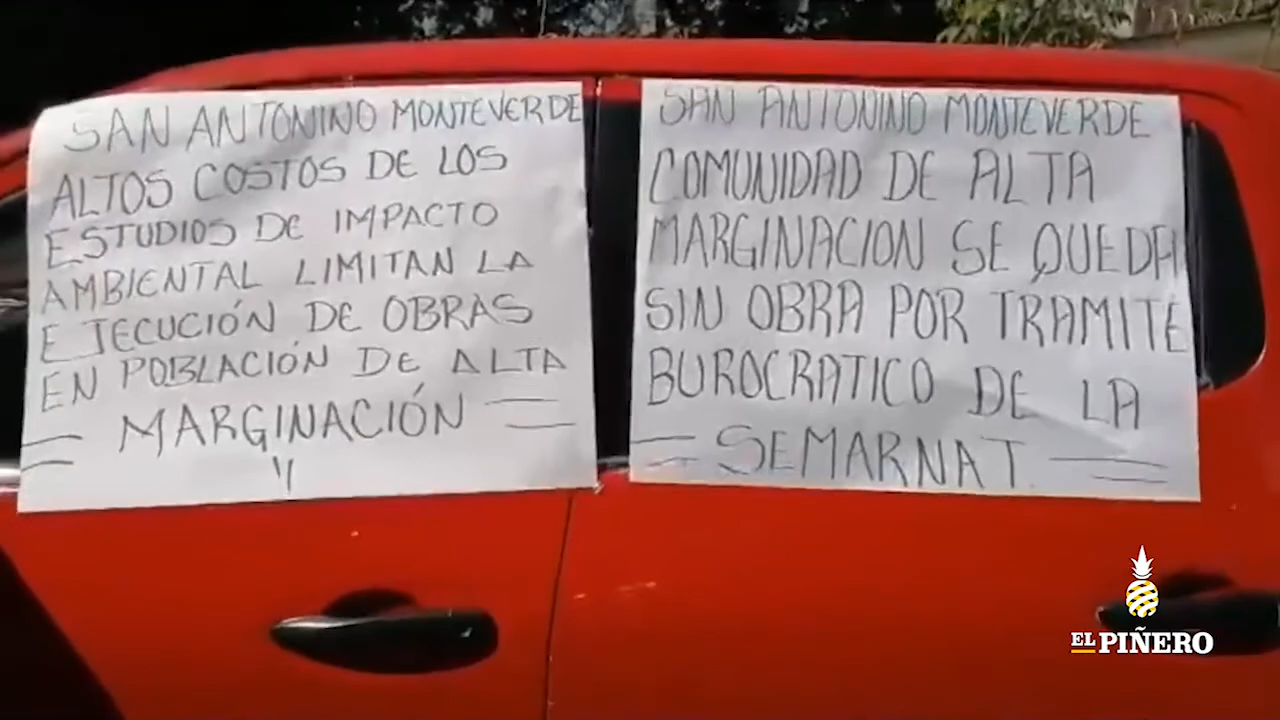 SAN ANTONINO MONTEVERDE
ALTOS COSTOS DE LOS
ESTUDIOS DE IMPACTO
AMBIENTAL LIMITAN LA
EJECUCIÓN DE OBRAS
EN POBLACIÓN DE ALTA
MARGINACIÓN
SAN ANTONINO MONTEVERDE
COMUNIDAD DE ALTA
MARGINACION SE QUEDA
SIN OBRA POR TRAMITE
BUROCRATICO DE LA
SEMARNAT.
EL PIÑERO